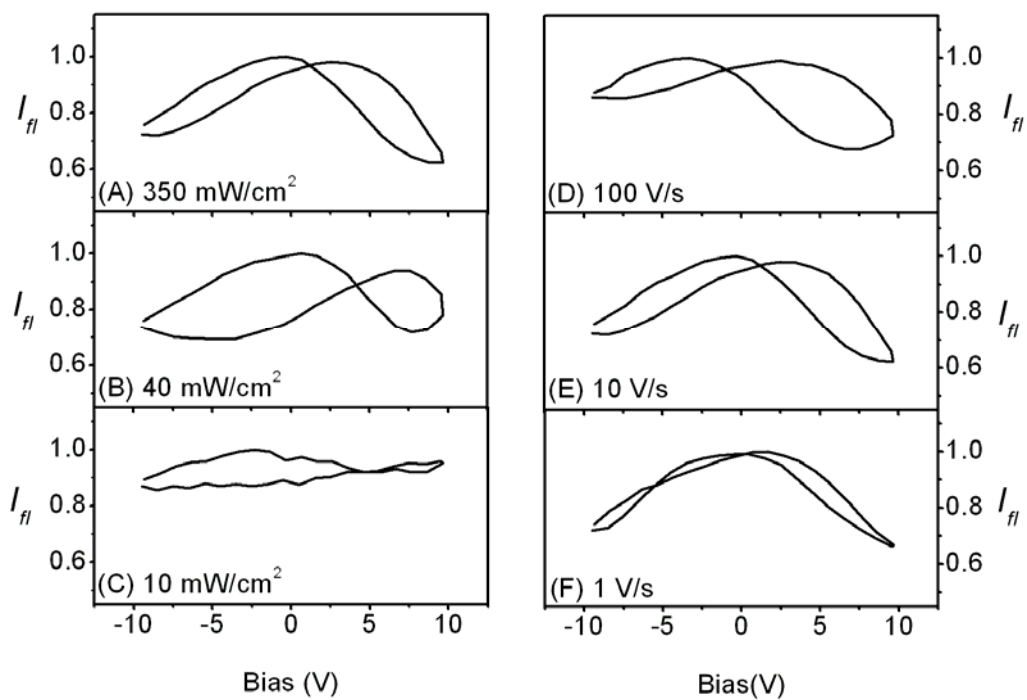 1.0
I_fl 0.8
0.6
(A) 350 mW/cm²
1.0
I_fl 0.8
0.6
(B) 40 mW/cm²
1.0
I_fl 0.8
0.6
(C) 10 mW/cm²
-10 -5 0 5 10
Bias (V)
1.0
0.8 I_fl
0.6
(D) 100 V/s
1.0
0.8 I_fl
0.6
(E) 10 V/s
1.0
0.8 I_fl
0.6
(F) 1 V/s
-10 -5 0 5 10
Bias(V)